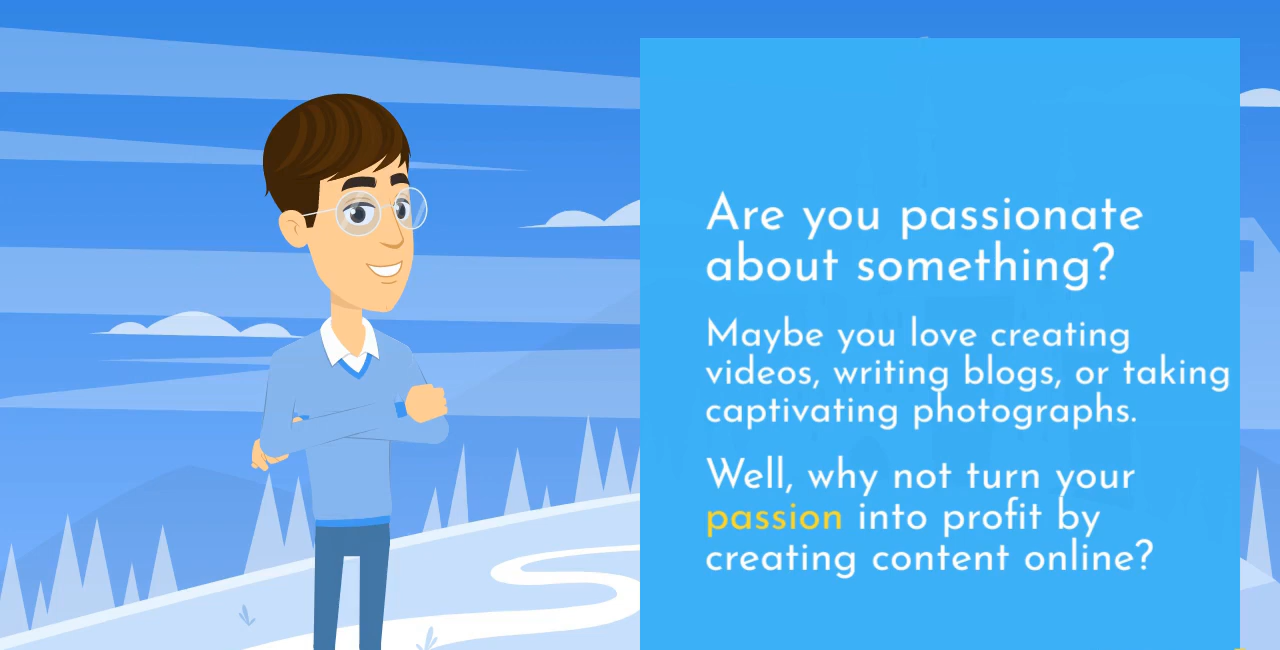 Are you passionate
about something?
Maybe you love creating
videos, writing blogs, or taking
captivating photographs.
Well, why not turn your
passion into profit by
creating content online?